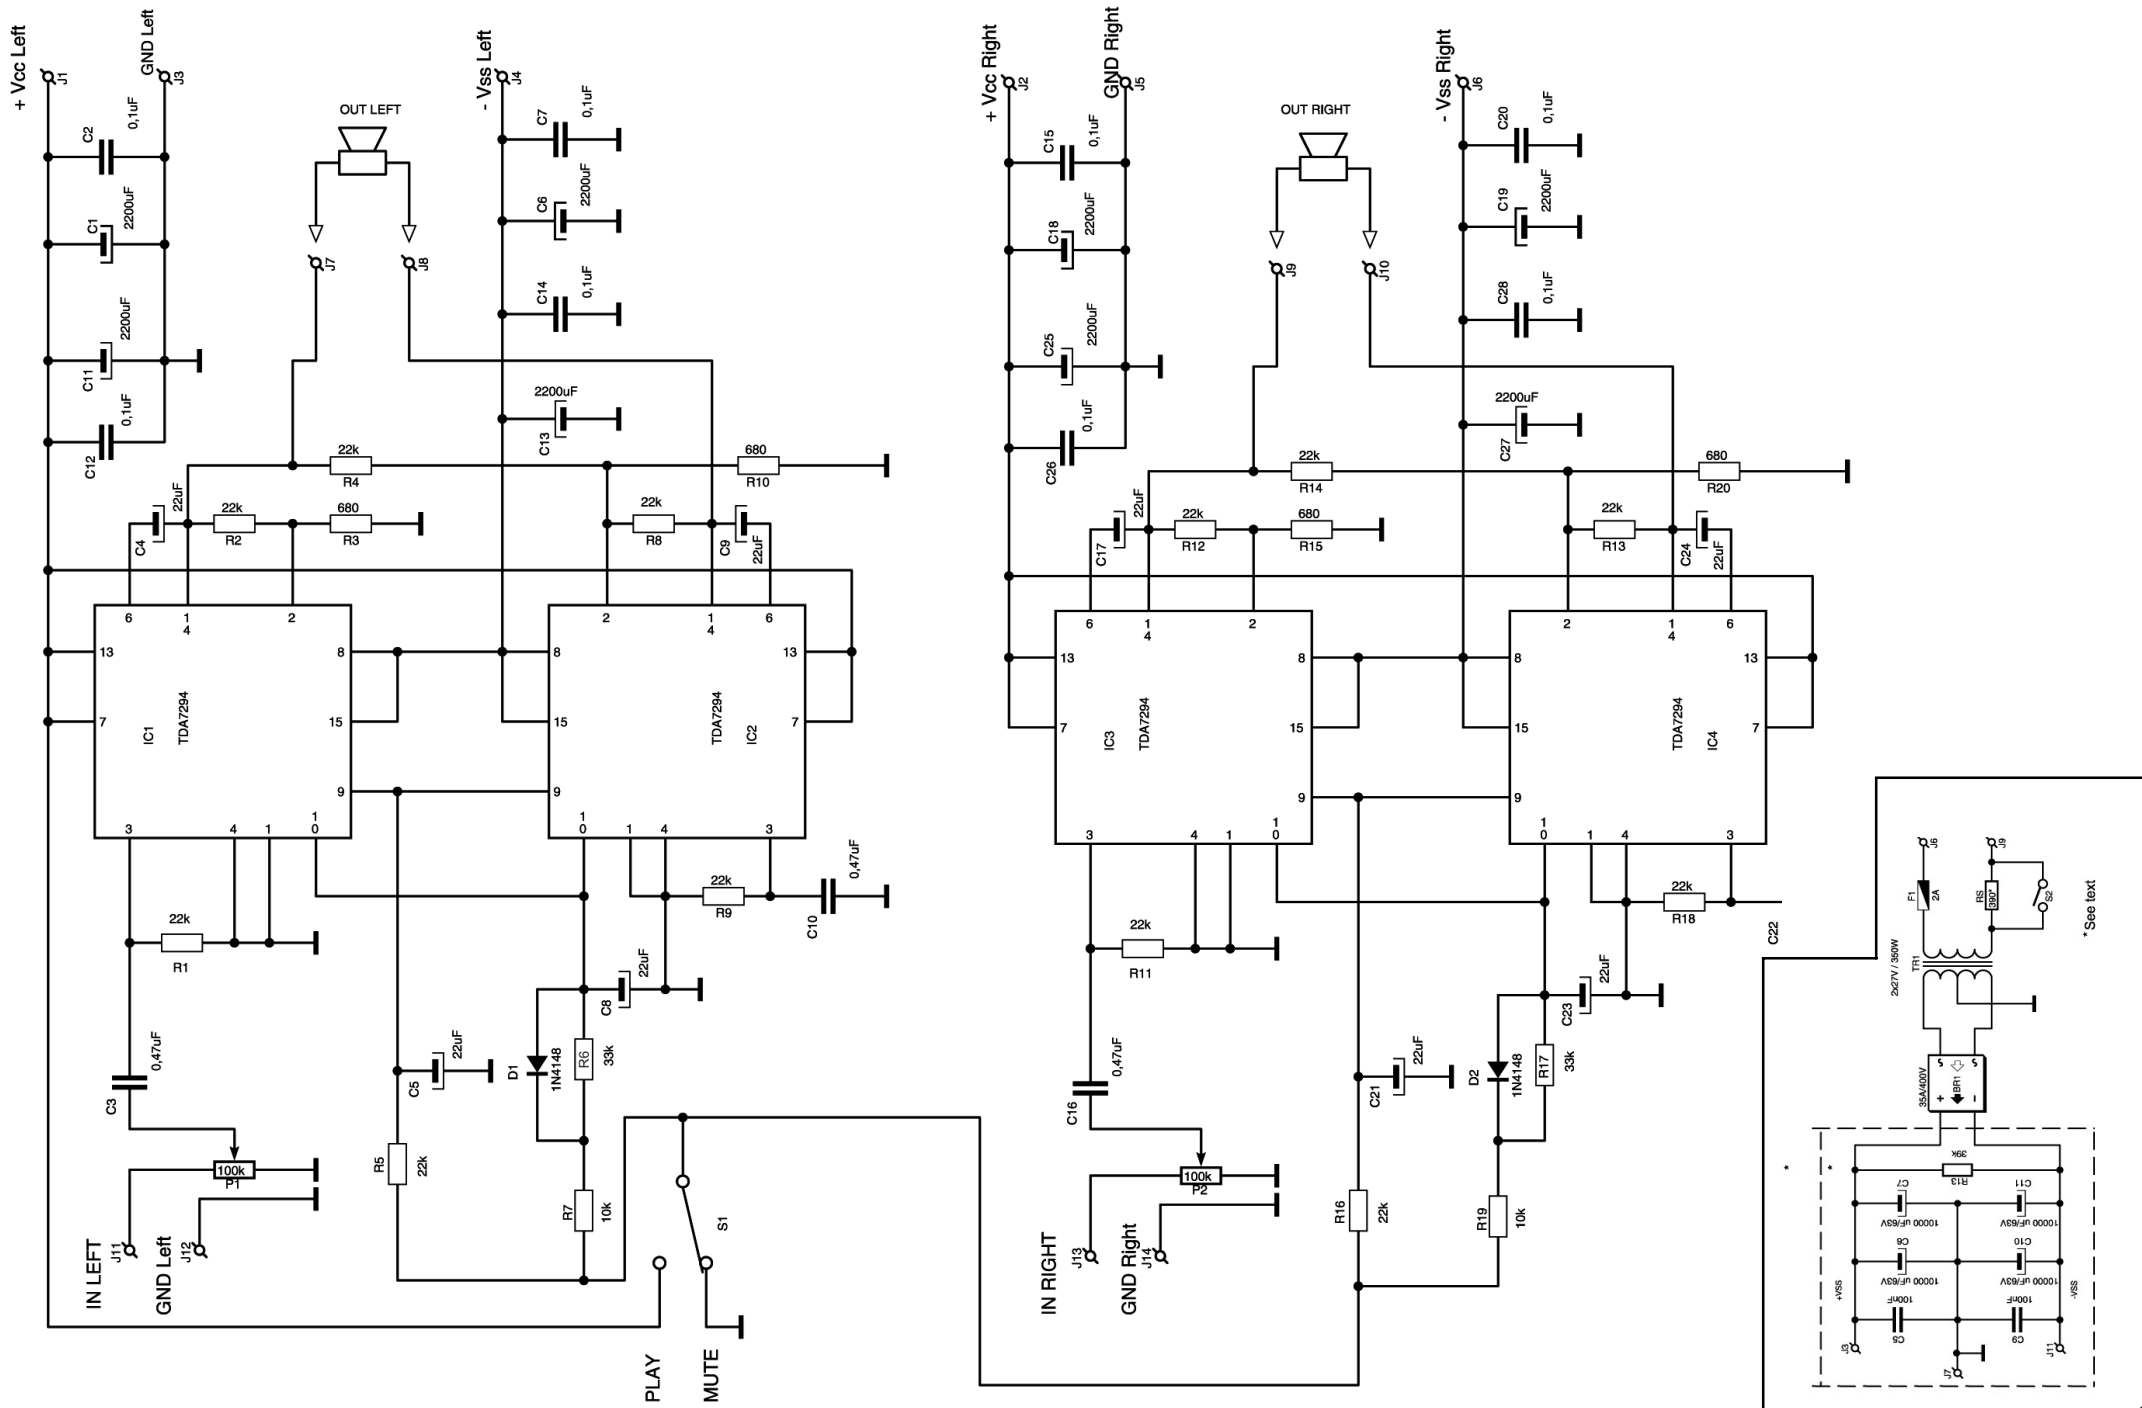 + Vcc Left
J1
GND Left
J3
C2
0,1uF
C1
2200uF
C11
2200uF
C12
0,1uF
OUT LEFT
J7
J8
- Vss Left
J4
C7
0,1uF
C6
2200uF
C14
0,1uF
2200uF
C13
22k
R4
680
R10
C4
22uF
22k
R2
680
R3
22k
R8
C9
22uF
6
1
4
2
13
8
7
15
9
IC1
TDA7294
3
4
1
1
0
2
1
4
6
8
13
15
7
9
TDA7294
IC2
1
0
1
4
3
22k
R1
22k
R9
0,47uF
C10
C8
22uF
D1
1N4148
R6
33k
C5
22uF
0,47uF
C3
100k
P1
R5
22k
R7
10k
S1
IN LEFT
J11
GND Left
J12
PLAY
MUTE
+ Vcc Right
J2
GND Right
J5
C15
0,1uF
C18
2200uF
C25
2200uF
C26
0,1uF
OUT RIGHT
J9
J10
- Vss Right
J6
C20
0,1uF
C19
2200uF
C28
0,1uF
2200uF
C27
22k
R14
680
R20
C17
22uF
22k
R12
680
R15
22k
R13
C24
22uF
6
1
4
2
13
8
7
15
9
IC3
TDA7294
3
4
1
1
0
2
1
4
6
8
13
15
7
9
TDA7294
IC4
1
0
1
4
3
22k
R11
22k
R18
C22
C23
22uF
D2
1N4148
R17
33k
C21
22uF
0,47uF
C16
100k
P2
R16
22k
R19
10k
IN RIGHT
J13
GND Right
J14
J6
J9
F1
2A
RS
390*
S2
*See text
2x27V / 350W
TR1
35A/400V
BR1
+
-
*
*
39k
R13
C7
10000 uF/63V
C11
10000 uF/63V
C6
10000 uF/63V
C10
10000 uF/63V
+VSS
-VSS
100nF
C5
100nF
C9
J3
J7
J11